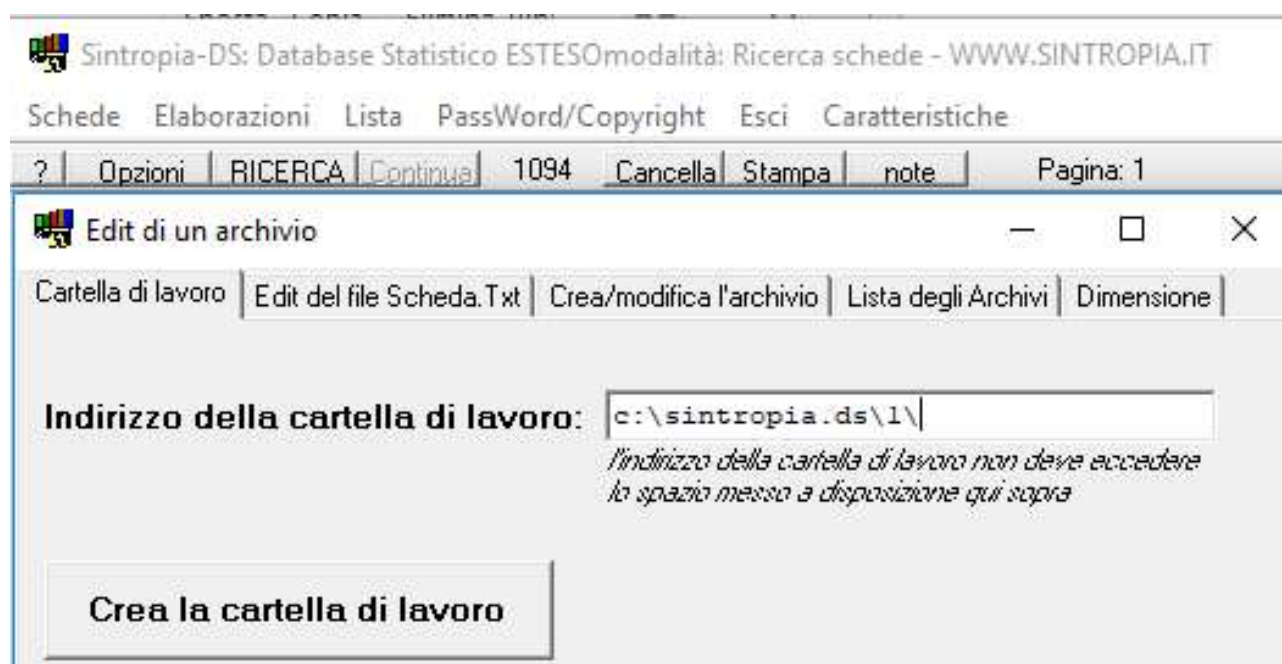 Sintropia-DS: Database Statistico ESTESOmodalità: Ricerca schede - WWW.SINTROPIA.IT
Schede Elaborazioni Lista PassWord/Copyright Esci Caratteristiche
? Opzioni RICERCA Continua 1094 Cancella Stampa note Pagina: 1
Edit di un archivio
Cartella di lavoro Edit del file Scheda.Txt Crea/modifica l'archivio Lista degli Archivi Dimensione
Indirizzo della cartella di lavoro: c:\sintropia.ds\1\
l'indirizzo della cartella di lavoro non deve eccedere
lo spazio messo a disposizione qui sopra
Crea la cartella di lavoro